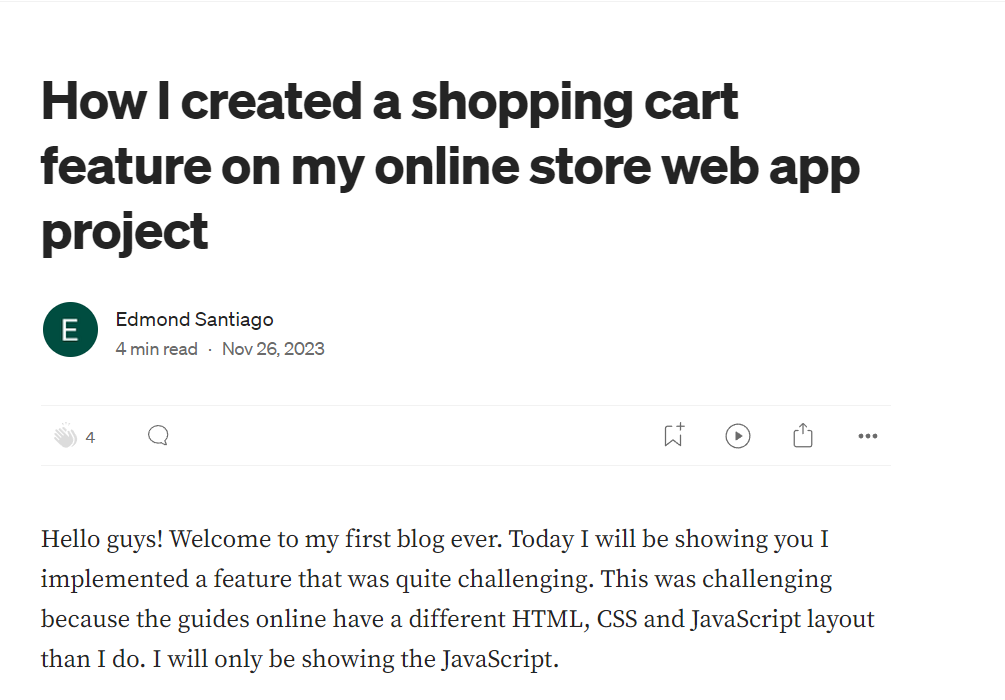 How I created a shopping cart
feature on my online store web app
project
E
Edmond Santiago
4 min read · Nov 26, 2023
4
Hello guys! Welcome to my first blog ever. Today I will be showing you I
implemented a feature that was quite challenging. This was challenging
because the guides online have a different HTML, CSS and JavaScript layout
than I do. I will only be showing the JavaScript.